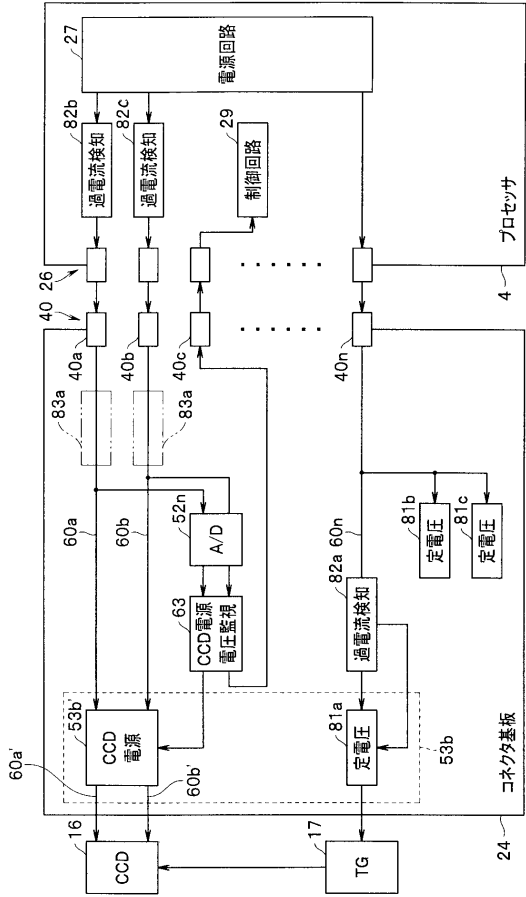 27
電源回路
82b
過電流検知
82c
過電流検知
29
制御回路
プロセッサ
4
26
40
40a
40b
40c
40n
83a
83a
60a
60b
60n
52n
A/D
63
CCD電源
電圧監視
81b
定電圧
81c
定電圧
82a
過電流検知
53b'
CCD
電源
81a
定電圧
53b
コネクタ基板
24
60a'
60b'
16
CCD
17
TG